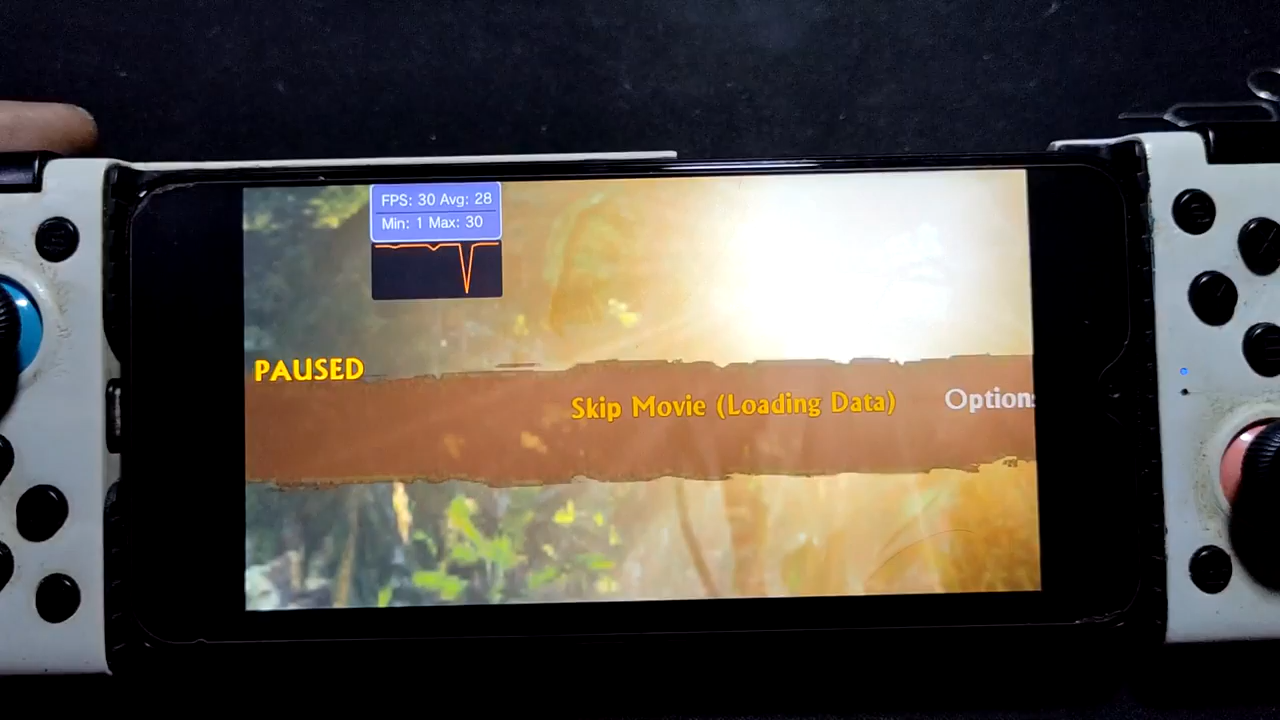 FPS: 30 Avg: 28
Min: 1 Max: 30
PAUSED
Skip Movie (Loading Data)
Options